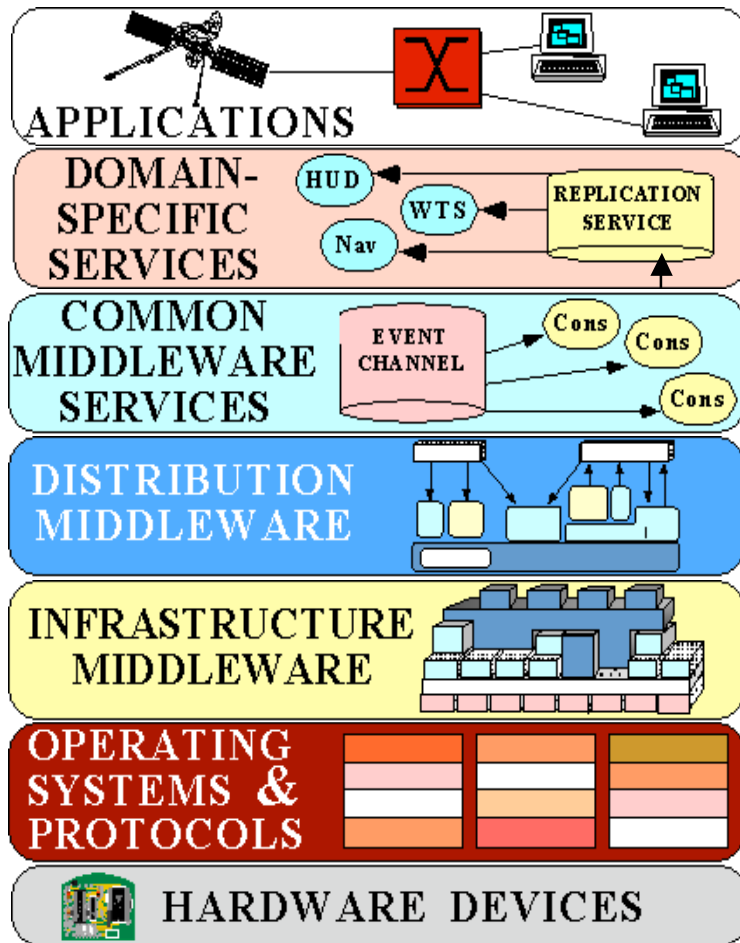 APPLICATIONS
DOMAIN-
SPECIFIC
SERVICES
HUD
WTS
Nav
REPLICATION
SERVICE
COMMON
MIDDLEWARE
SERVICES
EVENT
CHANNEL
Cons
Cons
Cons
DISTRIBUTION
MIDDLEWARE
INFRASTRUCTURE
MIDDLEWARE
OPERATING
SYSTEMS &
PROTOCOLS
HARDWARE DEVICES